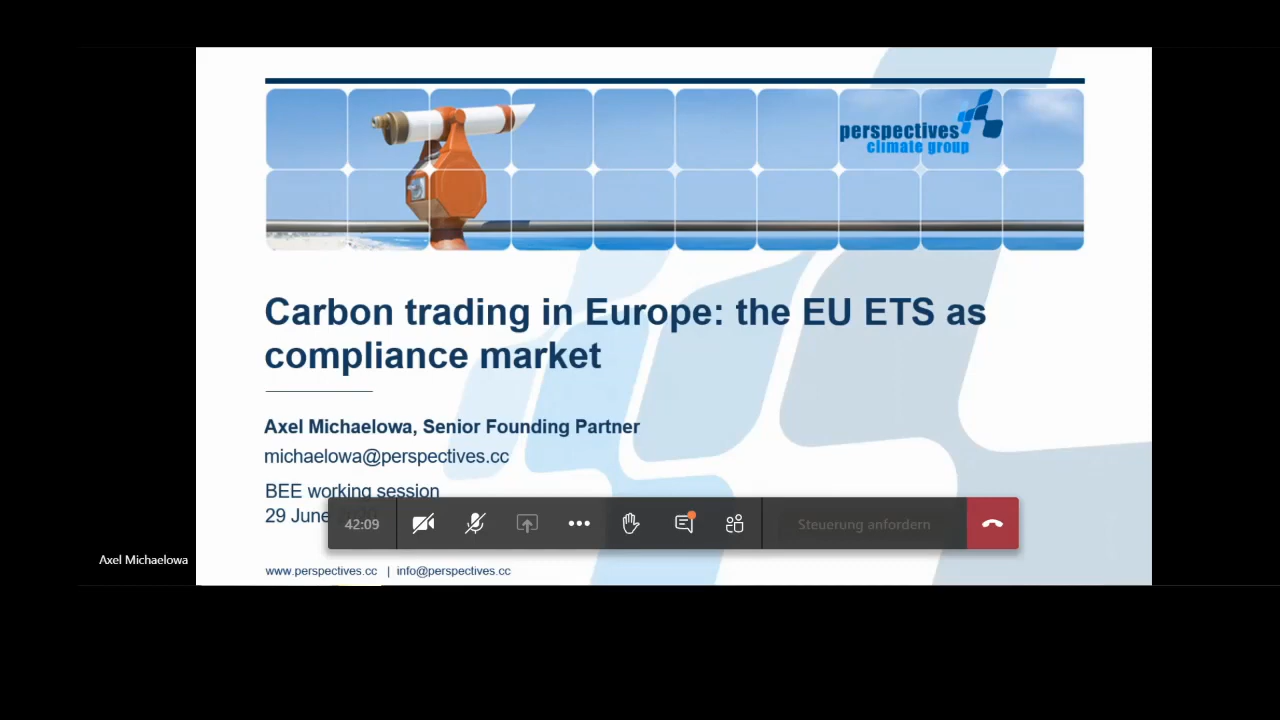 perspectives
climate group
Carbon trading in Europe: the EU ETS as
compliance market
Axel Michaelowa, Senior Founding Partner
michaelowa@perspectives.cc
BEE working session
29 June
42:09
Steuerung anfordern
Axel Michaelowa
www.perspectives.cc | info@perspectives.cc